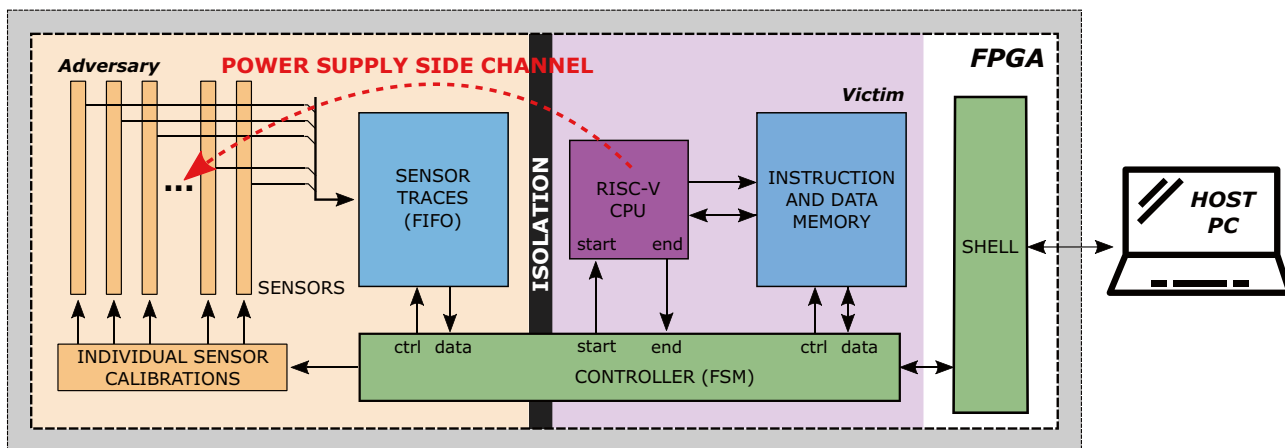 Adversary
POWER SUPPLY SIDE CHANNEL
FPGA
Victim
...
SENSOR
TRACES
(FIFO)
ISOLATION
RISC-V
CPU
start end
INSTRUCTION
AND DATA
MEMORY
SHELL
HOST
PC
SENSORS
INDIVIDUAL SENSOR
CALIBRATIONS
ctrl data
start end
ctrl data
CONTROLLER (FSM)